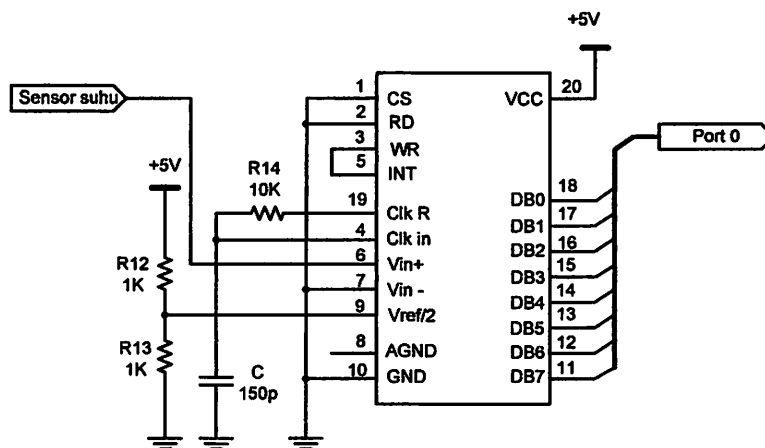 +5V
Sensor suhu
1 CS
2 RD
3 WR
5 INT
19 Clk R
4 Clk in
6 Vin+
7 Vin -
9 Vref/2
8 AGND
10 GND
VCC 20
DB0 18
DB1 17
DB2 16
DB3 15
DB4 14
DB5 13
DB6 12
DB7 11
Port 0
+5V
R14
10K
R12
1K
R13
1K
C
150p